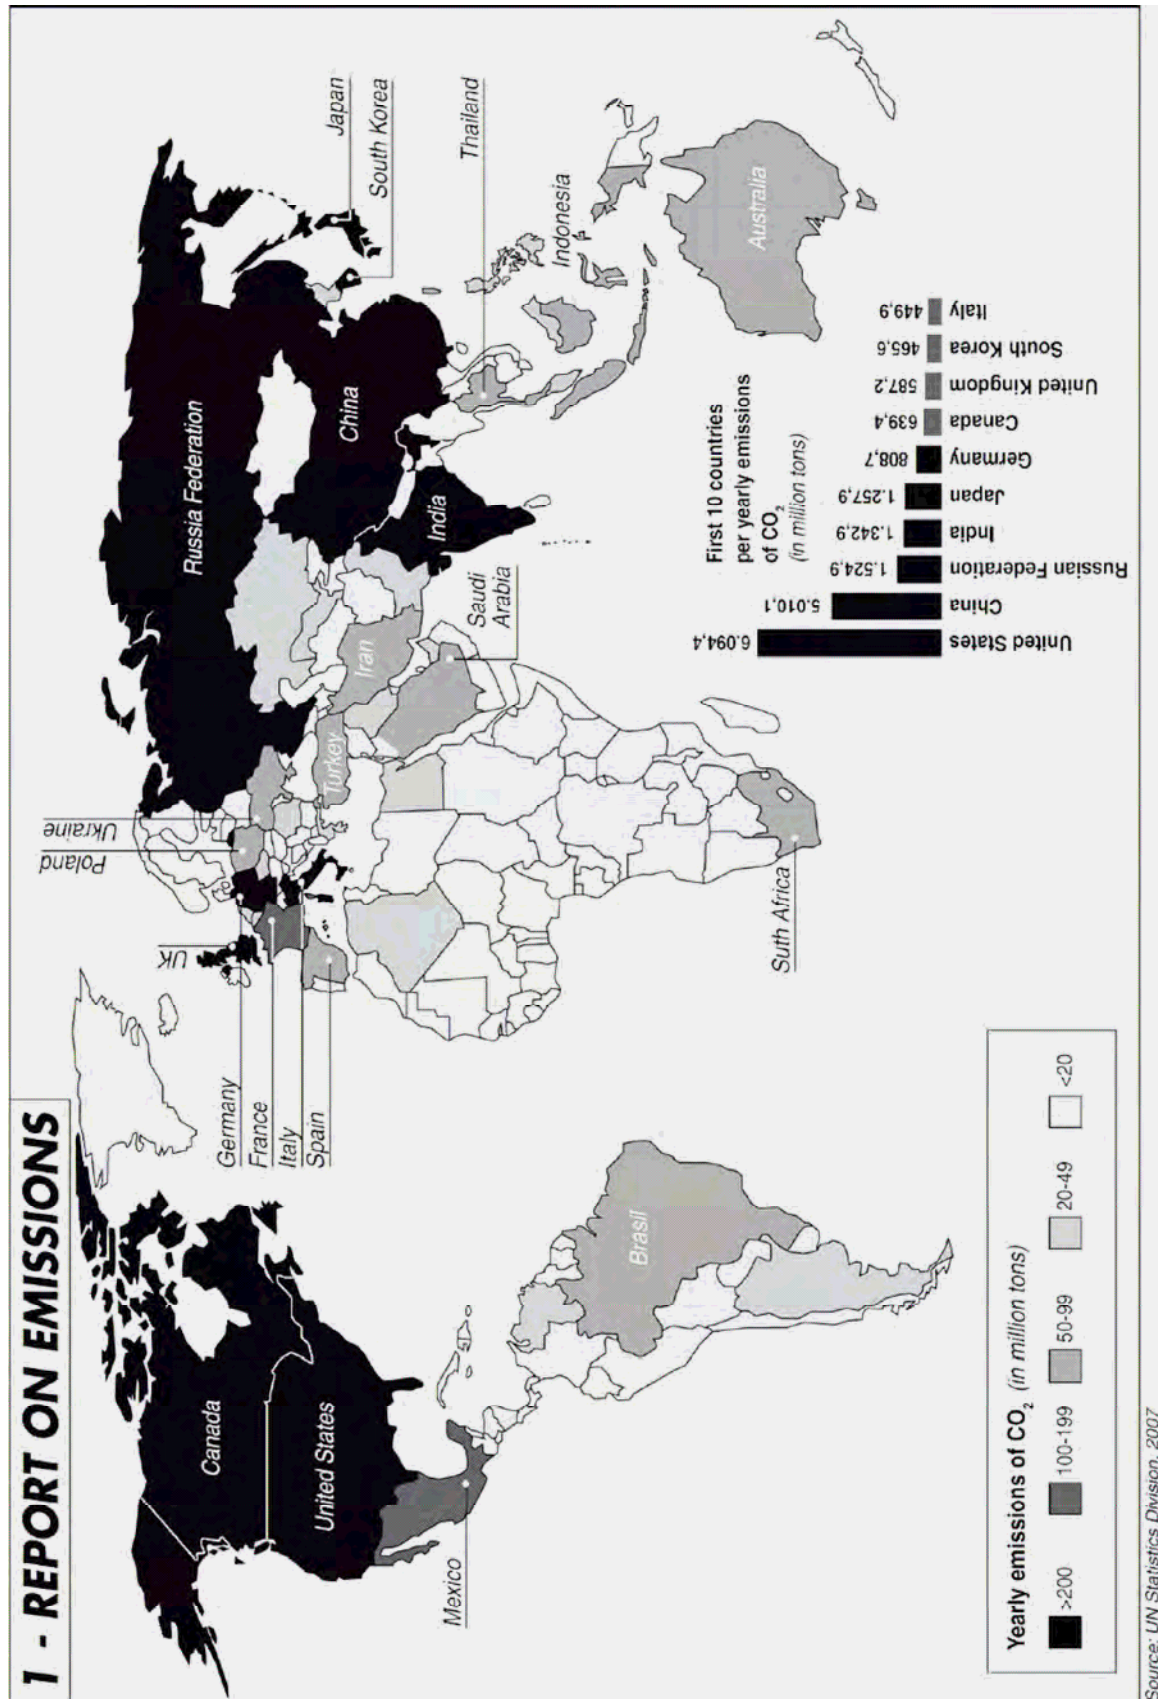 1 - REPORT ON EMISSIONS
Canada
United States
Mexico
Brasil
Germany
France
Italy
Spain
UK
Poland
Ukraine
Turkey
Iran
Saudi
Arabia
Suth Africa
Russia Federation
China
India
Japan
South Korea
Thailand
Indonesia
Australia
First 10 countries
per yearly emissions
of CO2
(in million tons)
6.094,4 United States
5.010,1 China
1.524,9 Russian Federation
1.342,9 India
1.257,9 Japan
808,7 Germany
639,4 Canada
587,2 United Kingdom
465,6 South Korea
449,9 Italy
Yearly emissions of CO2 (in million tons)
>200
100-199
50-99
20-49
<20
Source: UN Statistics Division, 2007